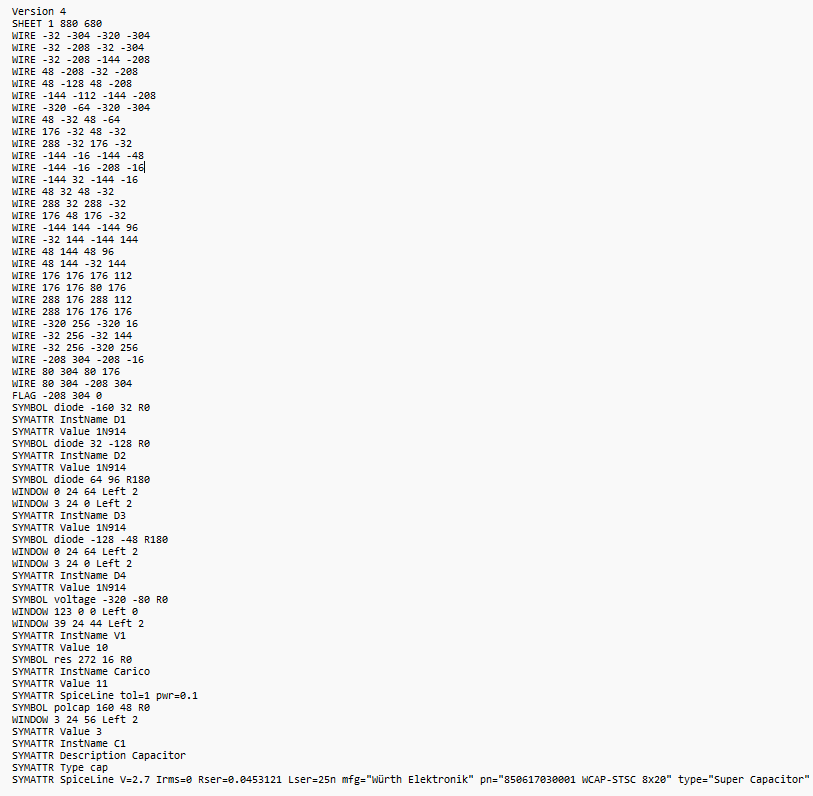 Version 4
SHEET 1 880 680
WIRE -32 -304 -320 -304
WIRE -32 -208 -32 -304
WIRE -32 -208 -144 -208
WIRE 48 -208 -32 -208
WIRE 48 -128 48 -208
WIRE -144 -112 -144 -208
WIRE -320 -64 -320 -304
WIRE 48 -32 48 -64
WIRE 176 -32 48 -32
WIRE 288 -32 176 -32
WIRE -144 -16 -144 -48
WIRE -144 -16 -208 -16
WIRE -144 32 -144 -16
WIRE 48 32 48 -32
WIRE 288 32 288 -32
WIRE 176 48 176 -32
WIRE -144 144 -144 96
WIRE -32 144 -144 144
WIRE 48 144 48 96
WIRE 48 144 -32 144
WIRE 176 176 176 112
WIRE 176 176 80 176
WIRE 288 176 288 112
WIRE 288 176 176 176
WIRE -320 256 -320 16
WIRE -32 256 -32 144
WIRE -32 256 -320 256
WIRE -208 304 -208 -16
WIRE 80 304 80 176
WIRE 80 304 -208 304
FLAG -208 304 0
SYMBOL diode -160 32 R0
SYMATTR InstName D1
SYMATTR Value 1N914
SYMBOL diode 32 -128 R0
SYMATTR InstName D2
SYMATTR Value 1N914
SYMBOL diode 64 96 R180
WINDOW 0 24 64 Left 2
WINDOW 3 24 0 Left 2
SYMATTR InstName D3
SYMATTR Value 1N914
SYMBOL diode -128 -48 R180
WINDOW 0 24 64 Left 2
WINDOW 3 24 0 Left 2
SYMATTR InstName D4
SYMATTR Value 1N914
SYMBOL voltage -320 -80 R0
WINDOW 123 0 0 Left 0
WINDOW 39 24 44 Left 2
SYMATTR InstName V1
SYMATTR Value 10
SYMBOL res 272 16 R0
SYMATTR InstName Carico
SYMATTR Value 11
SYMATTR SpiceLine tol=1 pwr=0.1
SYMBOL polcap 160 48 R0
WINDOW 3 24 56 Left 2
SYMATTR Value 3
SYMATTR InstName C1
SYMATTR Description Capacitor
SYMATTR Type cap
SYMATTR SpiceLine V=2.7 Irms=0 Rser=0.0453121 Lser=25n mfg="Würth Elektronik" pn="850617030001 WCAP-STSC 8x20" type="Super Capacitor"